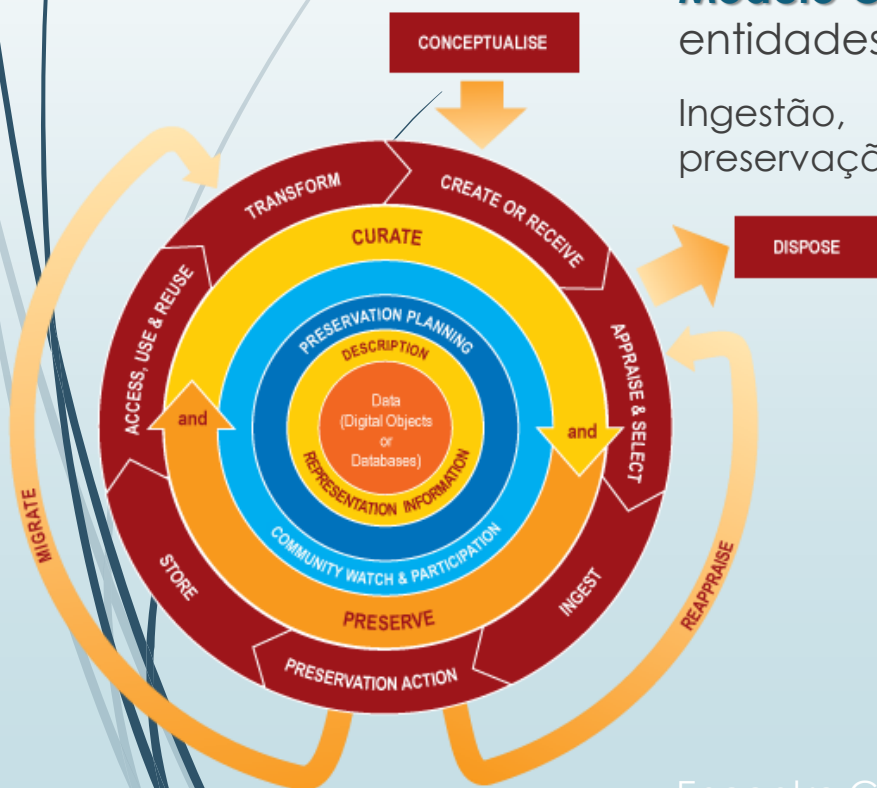 entidades
Ingestão,
CONCEPTUALISE
DISPOSE
TRANSFORM
CREATE OR RECEIVE
APPRAISE & SELECT
INGEST
PRESERVATION ACTION
STORE
ACCESS, USE & REUSE
CURATE
and
and
PRESERVE
COMMUNITY WATCH & PARTICIPATION
PRESERVATION PLANNING
DESCRIPTION
REPRESENTATION INFORMATION
Data
(Digital Objects
or
Databases)
MIGRATE
REAPPRAISE